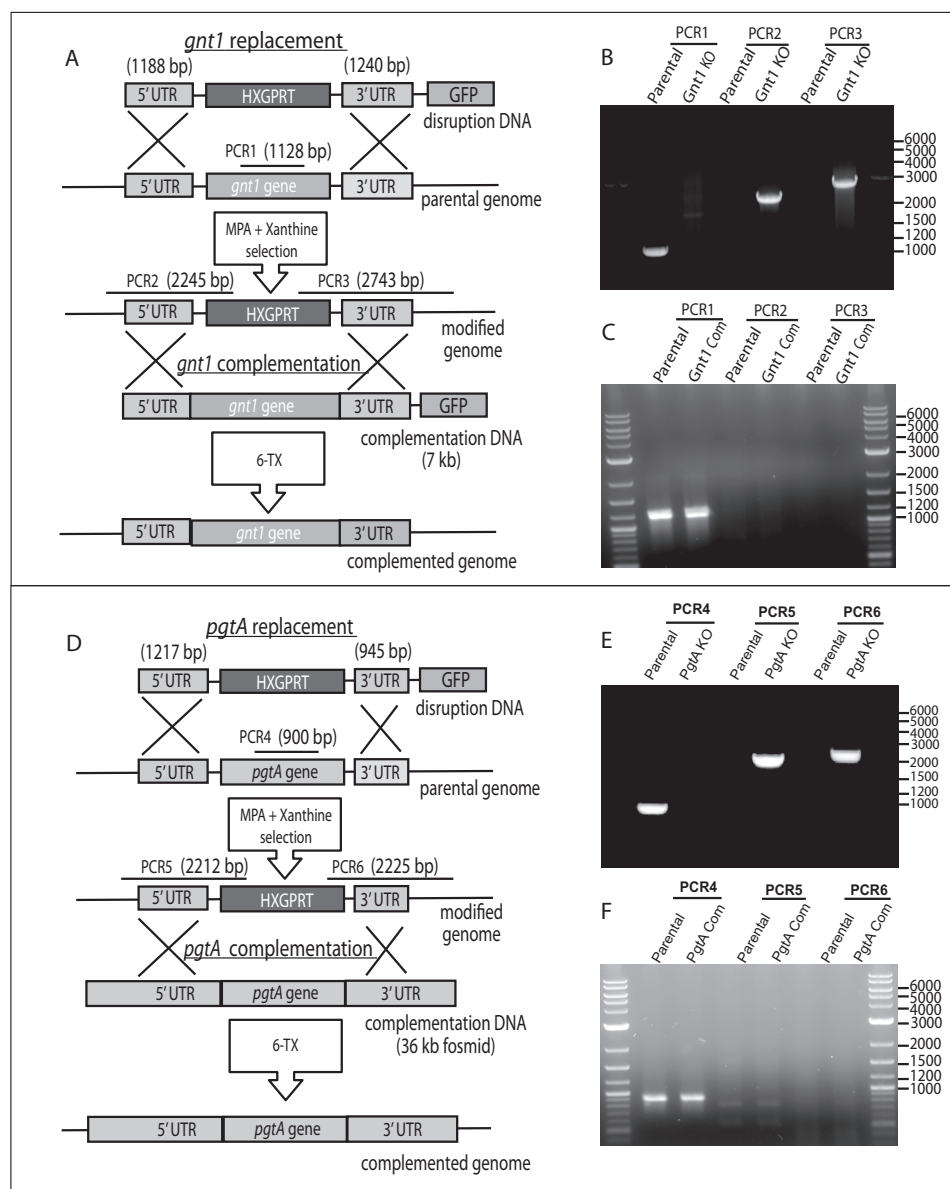 A
gnt1 replacement
(1188 bp)
(1240 bp)
5' UTR
HXGPRT
3' UTR
GFP
disruption DNA
PCR1 (1128 bp)
5' UTR
gnt1 gene
3' UTR
parental genome
MPA + Xanthine
selection
PCR2 (2245 bp)
PCR3 (2743 bp)
5' UTR
HXGPRT
3' UTR
modified
genome
gnt1 complementation
5' UTR
gnt1 gene
3' UTR
GFP
complementation DNA
(7 kb)
6-TX
5' UTR
gnt1 gene
3' UTR
complemented genome
B
PCR1
PCR2
PCR3
Parental
Gnt1 KO
Parental
Gnt1 KO
Parental
Gnt1 KO
6000
5000
4000
3000
2000
1500
1200
1000
C
PCR1
PCR2
PCR3
Parental
Gnt1 Com
Parental
Gnt1 Com
Parental
Gnt1 Com
6000
5000
4000
3000
2000
1500
1200
1000
D
pgtA replacement
(1217 bp)
(945 bp)
5' UTR
HXGPRT
3' UTR
GFP
disruption DNA
PCR4 (900 bp)
5' UTR
pgtA gene
3' UTR
parental genome
MPA + Xanthine
selection
PCR5 (2212 bp)
PCR6 (2225 bp)
5' UTR
HXGPRT
3' UTR
modified
genome
pgtA complementation
5' UTR
pgtA gene
3' UTR
complementation DNA
(36 kb fosmid)
6-TX
5' UTR
pgtA gene
3' UTR
complemented genome
E
PCR4
PCR5
PCR6
Parental
PgtA KO
Parental
PgtA KO
Parental
PgtA KO
6000
5000
4000
3000
2000
1500
1200
1000
F
PCR4
PCR5
PCR6
Parental
PgtA Com
Parental
PgtA Com
Parental
PgtA Com
6000
5000
4000
3000
2000
1500
1200
1000